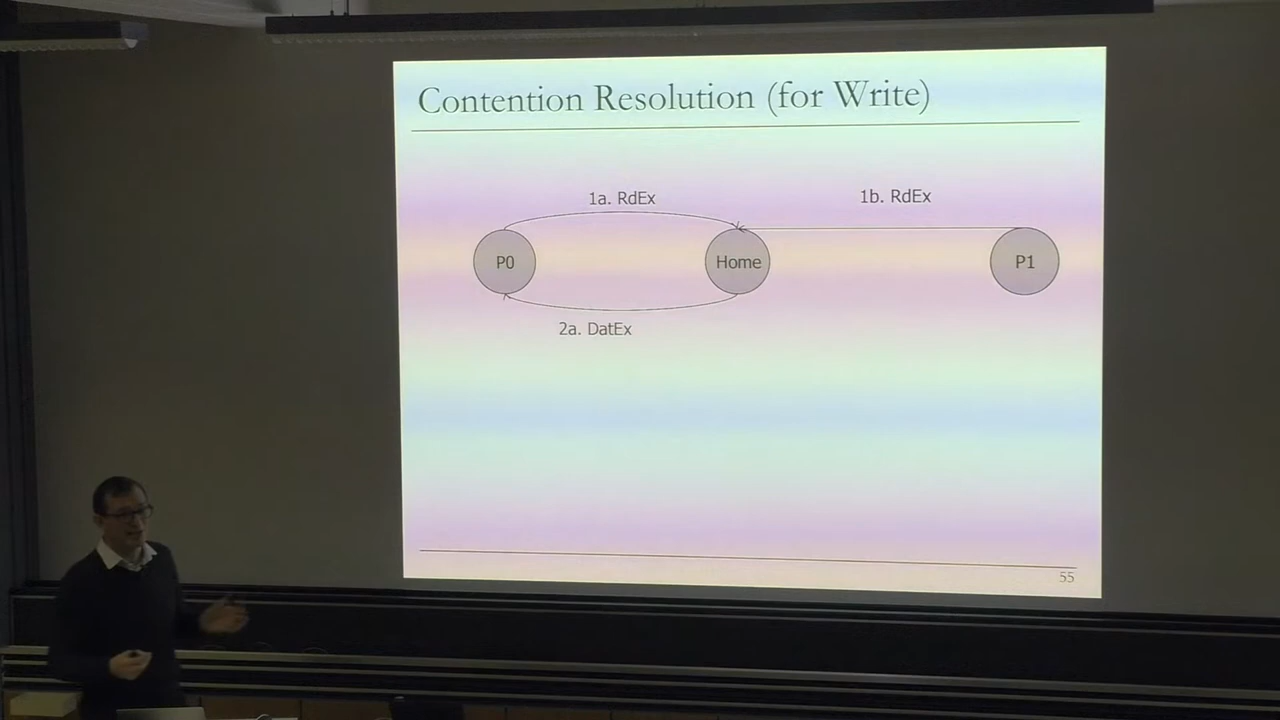 Contention Resolution (for Write)
1a. RdEx
1b. RdEx
P0
Home
P1
2a. DatEx
55